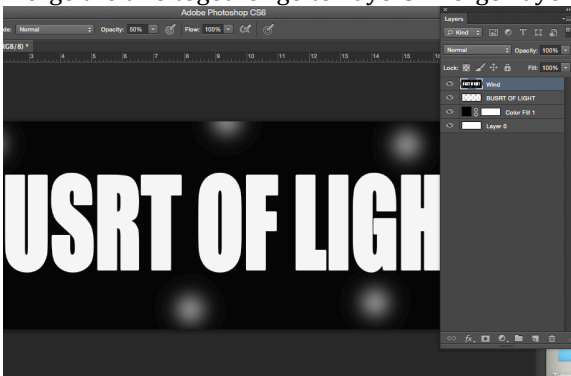 Adobe Photoshop CS6
Mode: Normal Opacity: 50% Flow: 100%
RGB/8) *
3 4 5 6 7 8 9 10 11 12 13 14 15
USRT OF LIGH
Layers
Kind
Normal Opacity: 100%
Lock: Fill: 100%
Wind
BUSRT OF LIGHT
Color Fill 1
Layer 0
fx.